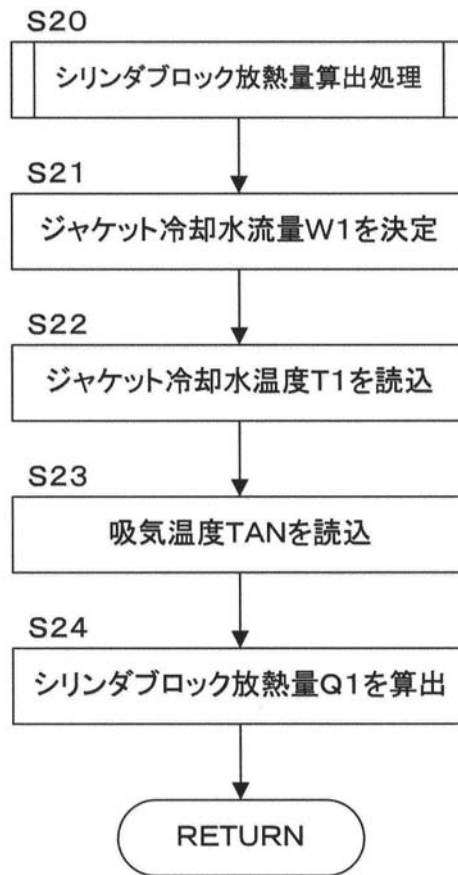 S20
シリンダブロック放熱量算出処理
S21
ジャケット冷却水流量W1を決定
S22
ジャケット冷却水温度T1を読込
S23
吸気温度TANを読込
S24
シリンダブロック放熱量Q1を算出
RETURN